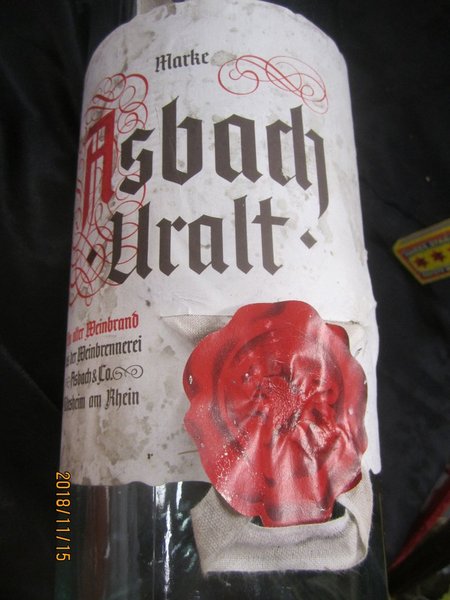 Marke
Asbach
· Uralt ·
alter Weinbrand
der Weinbrennerei
Asbach & Co.
am Rhein
2018/11/15